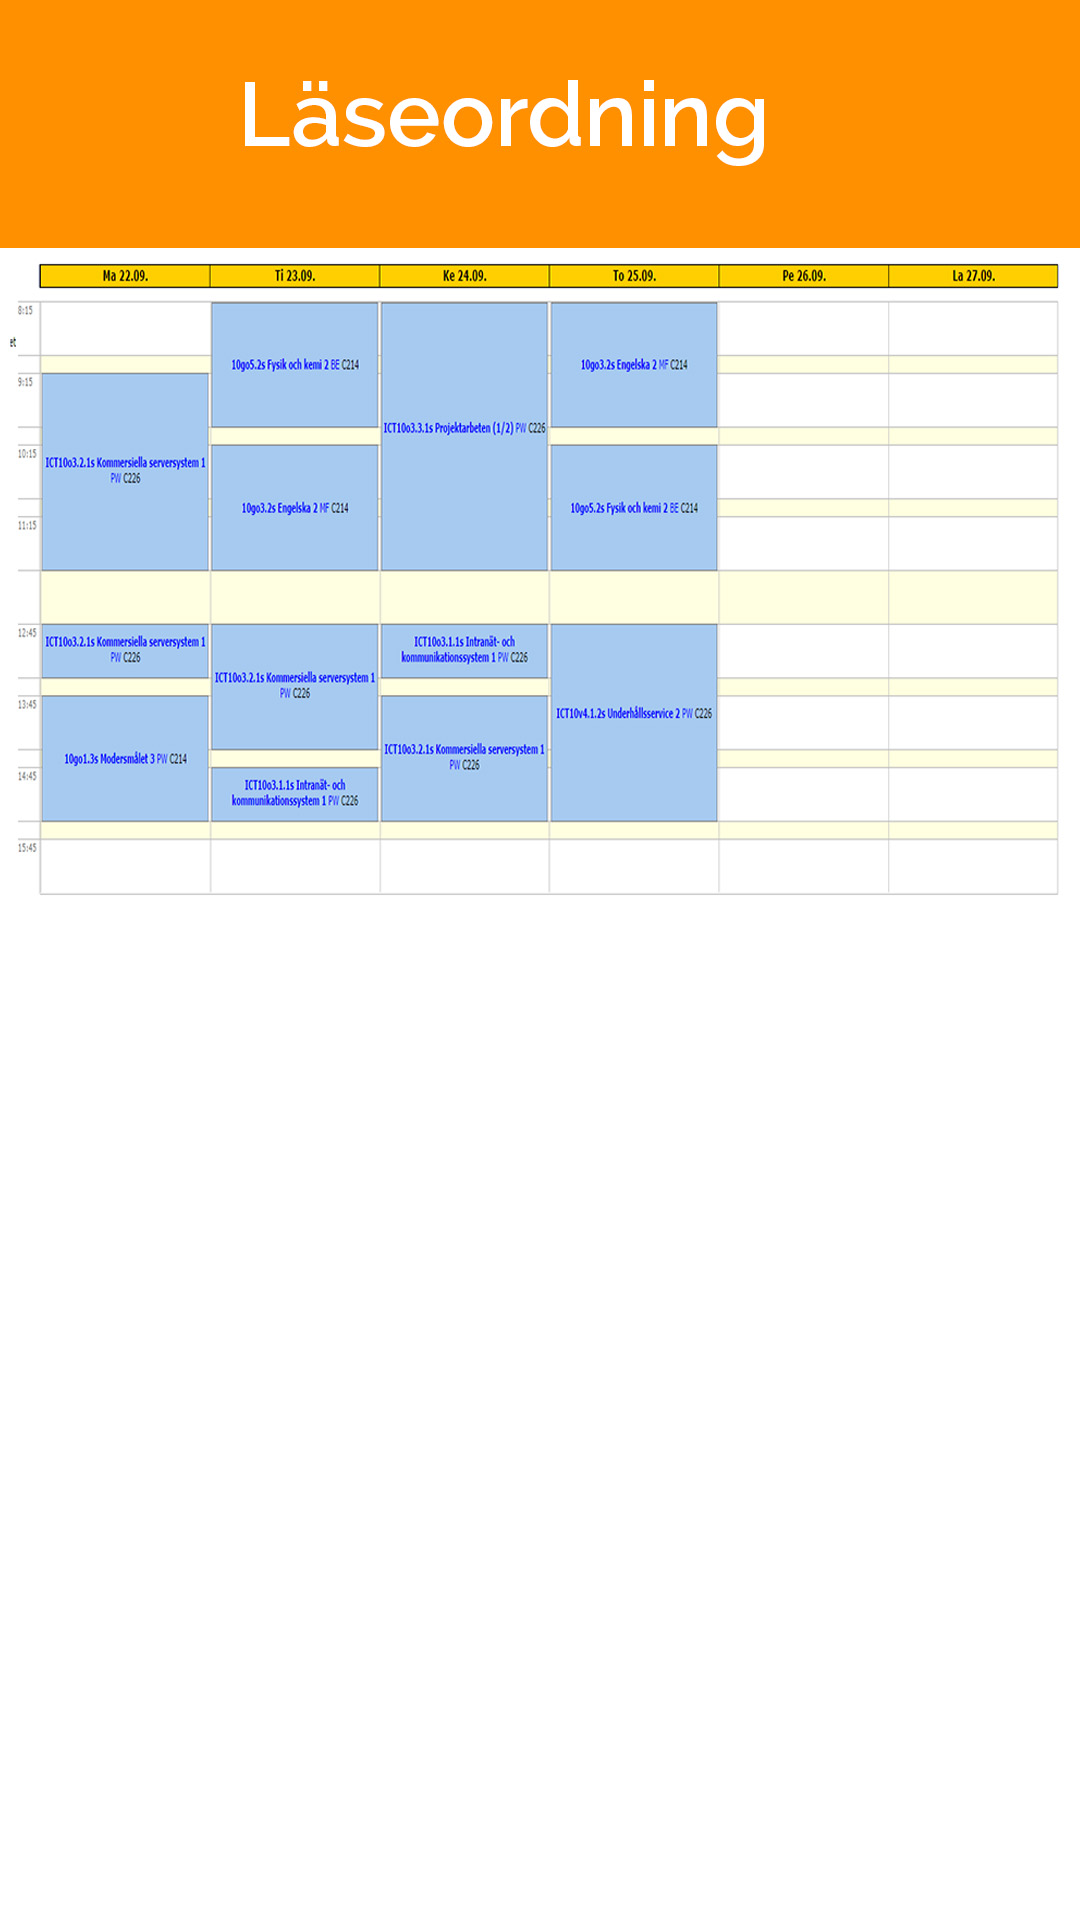 Läseordning
Ma 22.09. Ti 23.09. Ke 24.09. To 25.09. Pe 26.09. La 27.09.
8:15
et
10go5.2s Fysik och kemi 2 BE C214
10go3.2s Engelska 2 MF C214
9:15
ICT10o3.3.1s Projektarbeten (1/2) PW C226
10:15
ICT10o3.2.1s Kommersiella serversystem 1
PW C226
10go3.2s Engelska 2 MF C214
10go5.2s Fysik och kemi 2 BE C214
11:15
12:45
ICT10o3.2.1s Kommersiella serversystem 1
PW C226
ICT10o3.1.1s Intranät- och
kommunikationssystem 1 PW C226
ICT10o3.2.1s Kommersiella serversystem 1
PW C226
13:45
ICT10v4.1.2s Underhållsservice 2 PW C226
10go1.3s Modersmålet 3 PW C214
ICT10o3.2.1s Kommersiella serversystem 1
PW C226
14:45
ICT10o3.1.1s Intranät- och
kommunikationssystem 1 PW C226
15:45